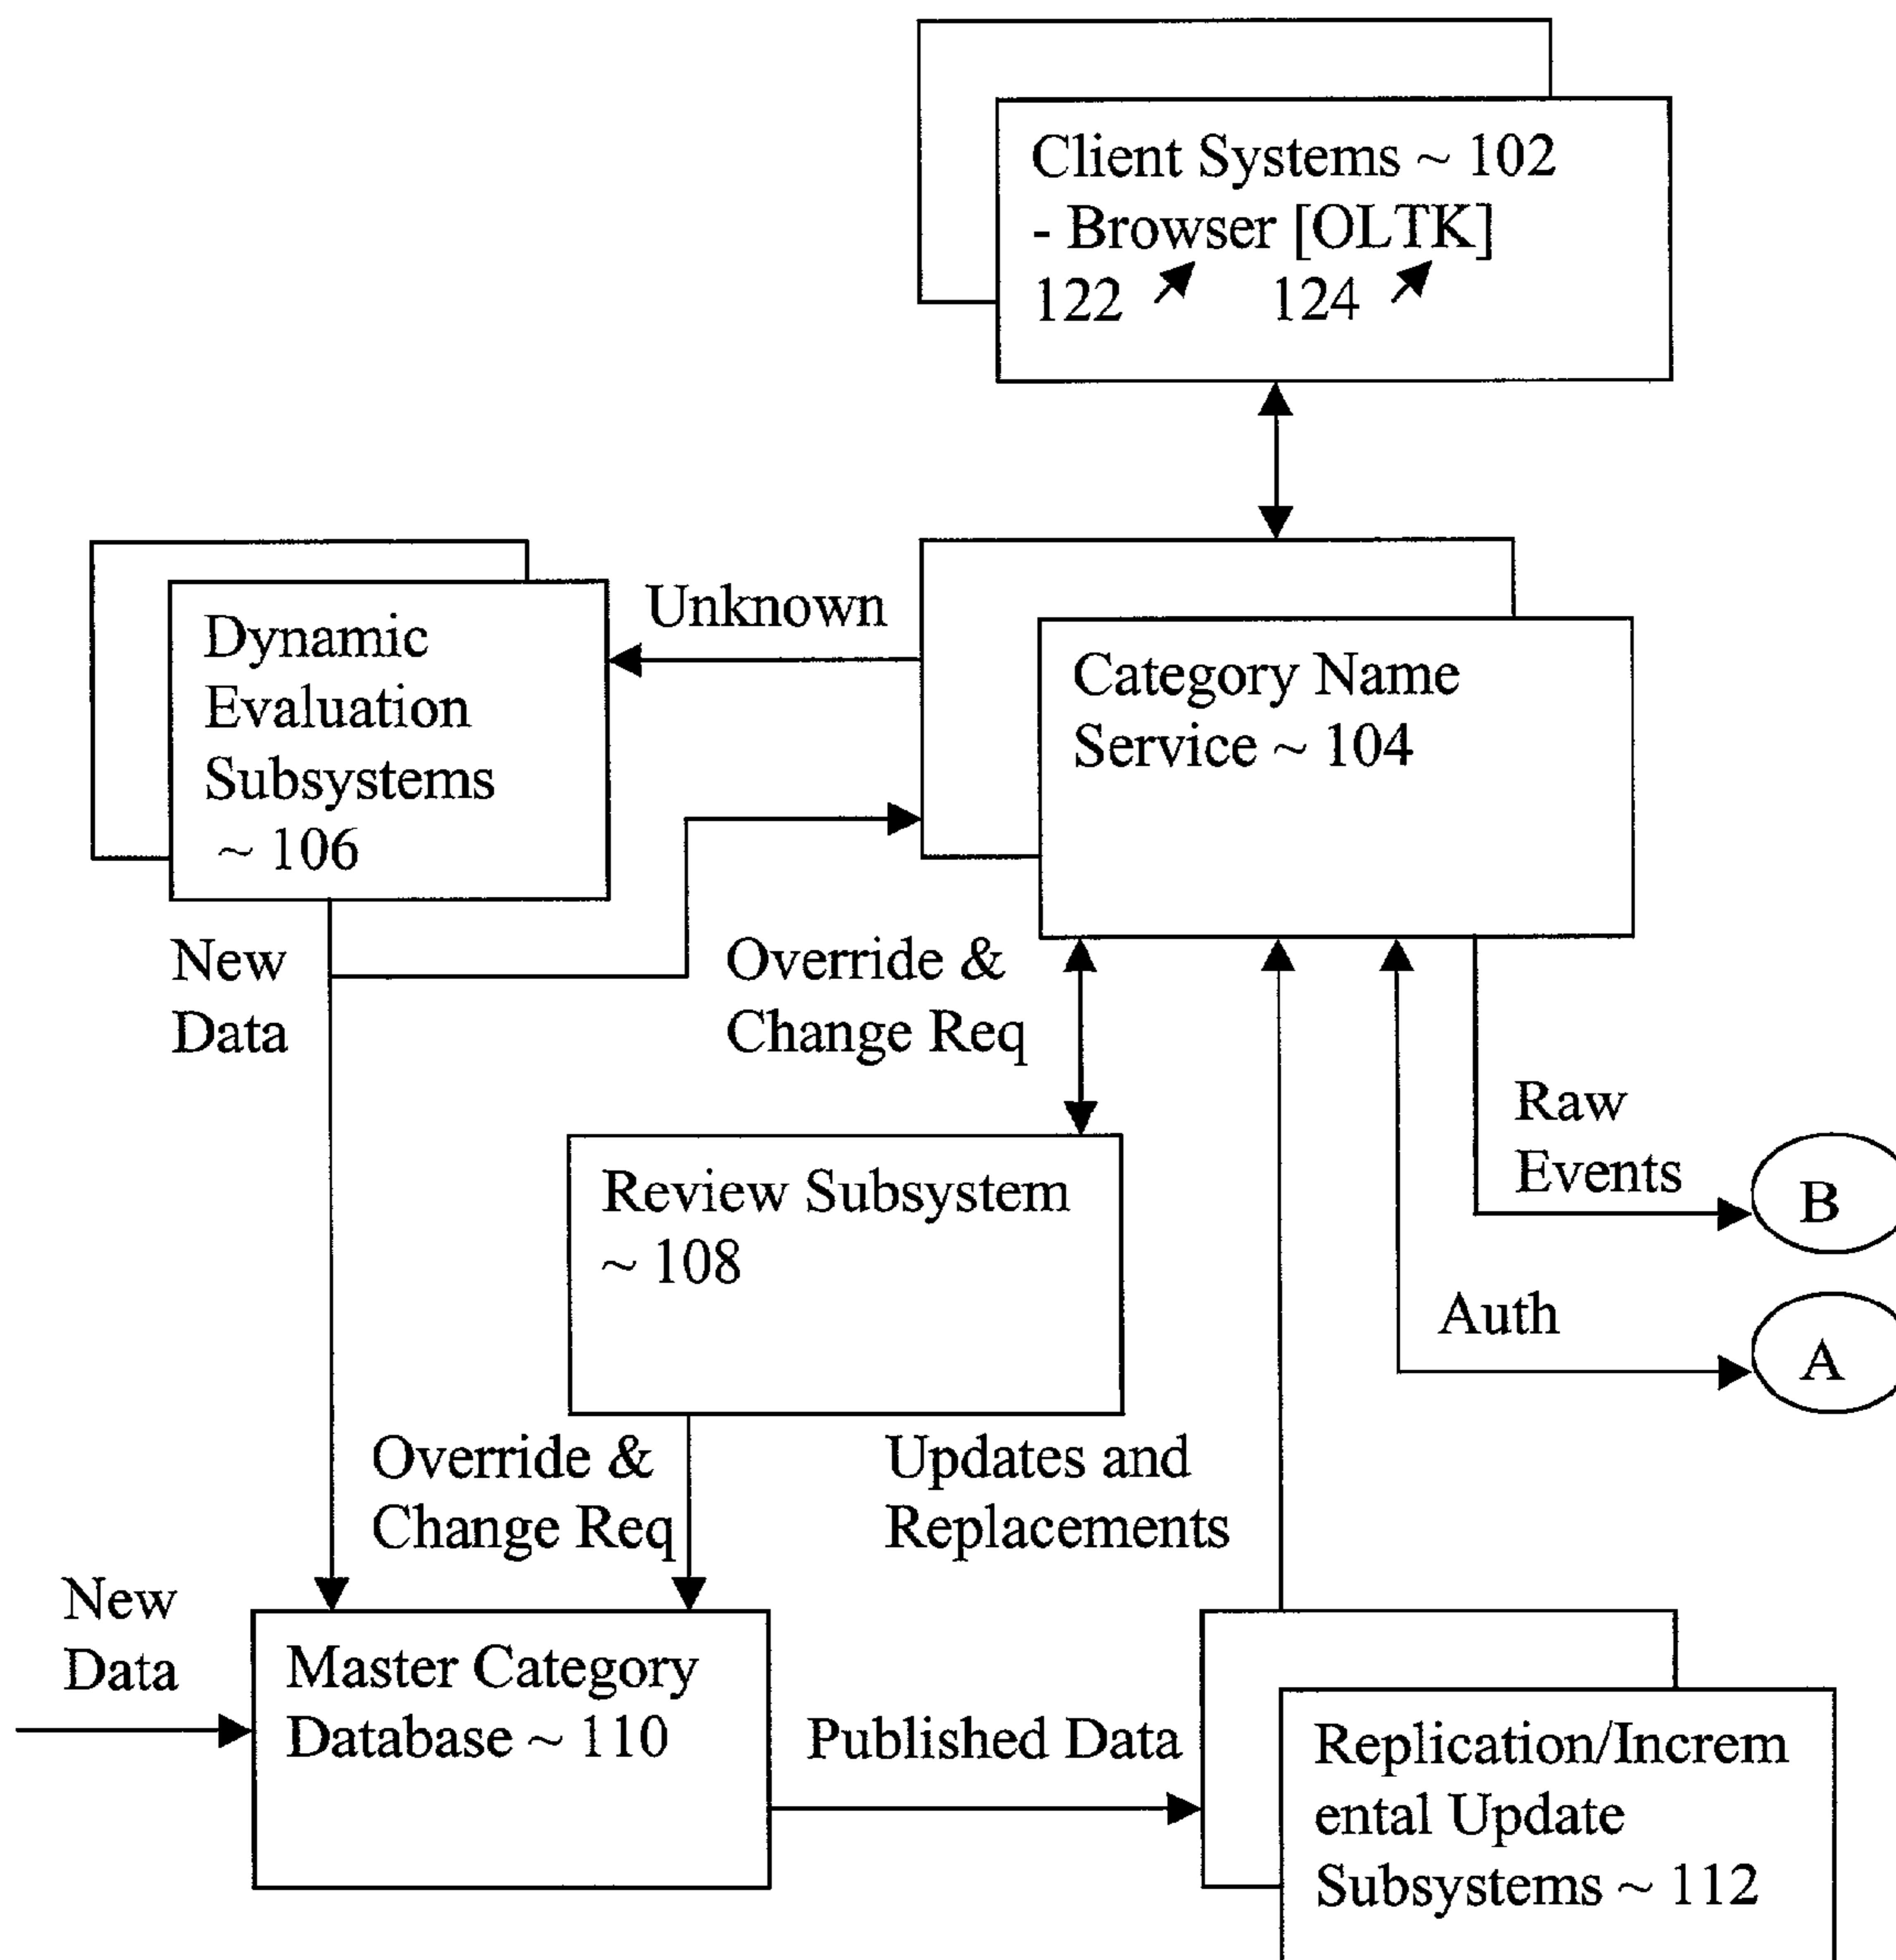 Client Systems ~ 102
- Browser [OLTK]
122 124
Unknown
Dynamic
Evaluation
Subsystems
~ 106
Category Name
Service ~ 104
New
Data
Override &
Change Req
Raw
Events
B
Review Subsystem
~ 108
Auth
A
Override &
Change Req
Updates and
Replacements
New
Data
Master Category
Database ~ 110
Published Data
Replication/Increm
ental Update
Subsystems ~ 112